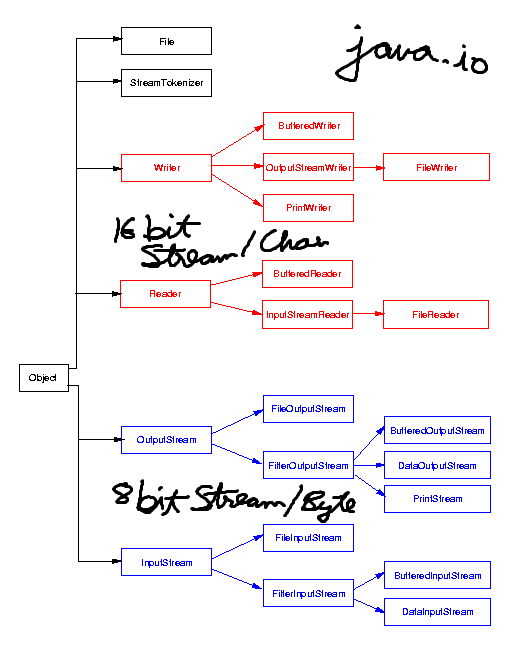 java.io
File
StreamTokenizer
BufferedWriter
Writer
OutputStreamWriter
FileWriter
PrintWriter
16 bit
Stream/Char
BufferedReader
Reader
InputStreamReader
FileReader
Object
FileOutputStream
BufferedOutputStream
OutputStream
FilterOutputStream
DataOutputStream
PrintStream
8 bit Stream/Byte
FileInputStream
InputStream
BufferedInputStream
FilterInputStream
DataInputStream